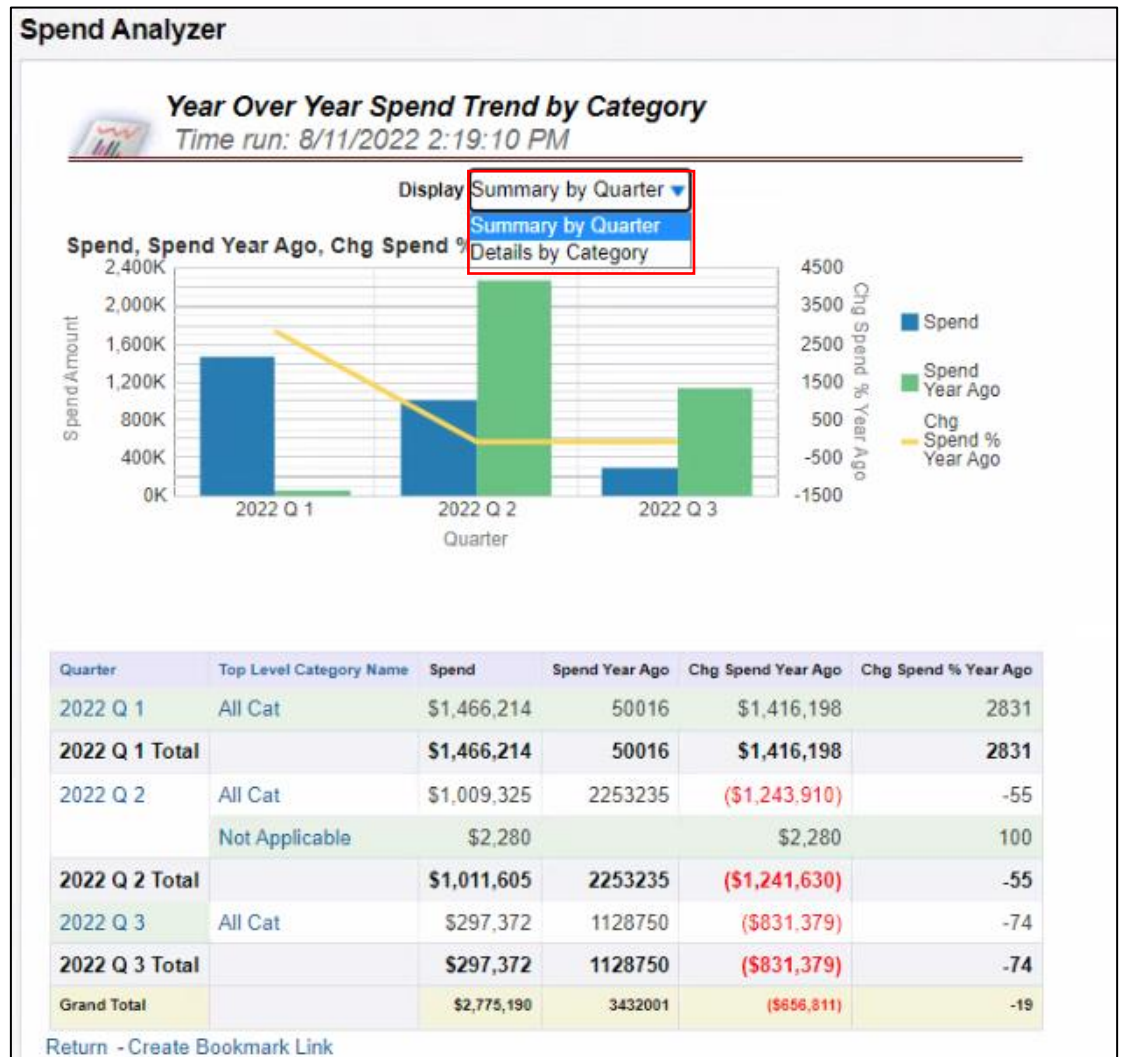 Spend Analyzer
Year Over Year Spend Trend by Category
Time run: 8/11/2022 2:19:10 PM
Display Summary by Quarter
Summary by Quarter
Details by Category
Spend, Spend Year Ago, Chg Spend %
2,400K
2,000K
1,600K
1,200K
800K
400K
0K
Spend Amount
4500
3500
2500
1500
500
-500
-1500
Chg Spend % Year Ago
2022 Q 1 2022 Q 2 2022 Q 3
Quarter
Spend
Spend
Year Ago
Chg
Spend %
Year Ago
Quarter Top Level Category Name Spend Spend Year Ago Chg Spend Year Ago Chg Spend % Year Ago
2022 Q 1 All Cat $1,466,214 50016 $1,416,198 2831
2022 Q 1 Total $1,466,214 50016 $1,416,198 2831
2022 Q 2 All Cat $1,009,325 2253235 ($1,243,910) -55
Not Applicable $2,280 $2,280 100
2022 Q 2 Total $1,011,605 2253235 ($1,241,630) -55
2022 Q 3 All Cat $297,372 1128750 ($831,379) -74
2022 Q 3 Total $297,372 1128750 ($831,379) -74
Grand Total $2,775,190 3432001 ($656,811) -19
Return - Create Bookmark Link